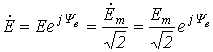 Ė = Ee^{jΨ_e} = Ė_m/√2 = E_m/√2 e^{jΨ_e}